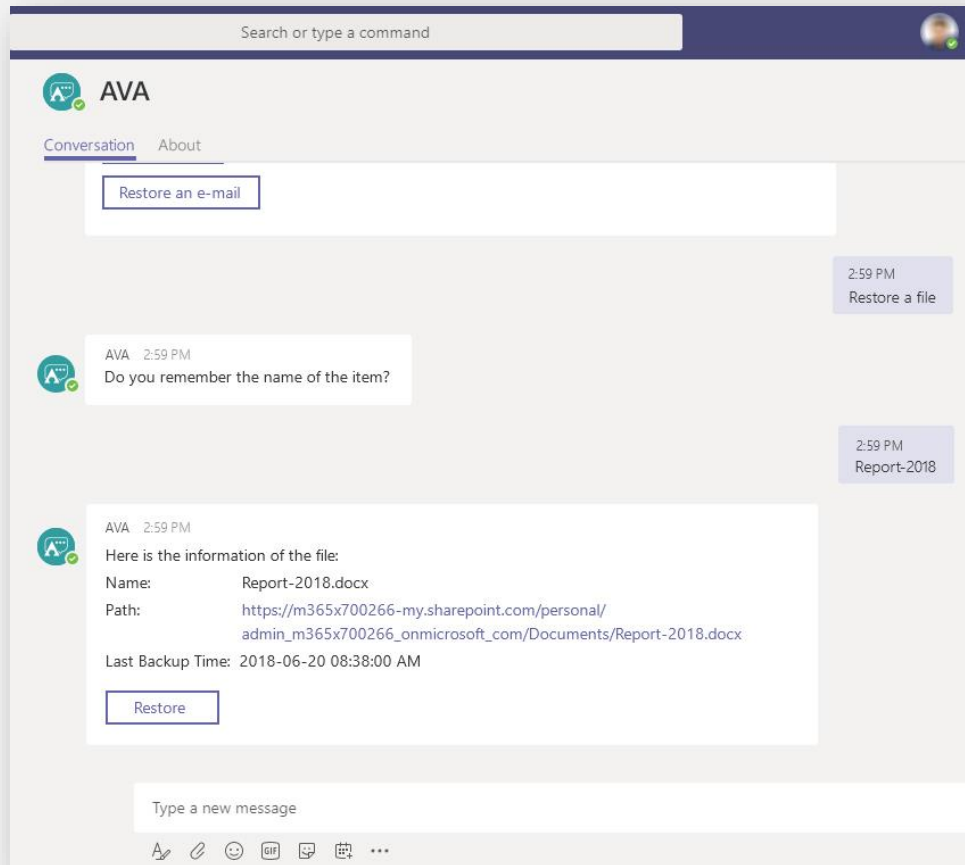 Search or type a command
AVA
Conversation About
Restore an e-mail
2:59 PM
Restore a file
AVA 2:59 PM
Do you remember the name of the item?
2:59 PM
Report-2018
AVA 2:59 PM
Here is the information of the file:
Name: Report-2018.docx
Path: https://m365x700266-my.sharepoint.com/personal/
admin_m365x700266_onmicrosoft_com/Documents/Report-2018.docx
Last Backup Time: 2018-06-20 08:38:00 AM
Restore
Type a new message
GIF